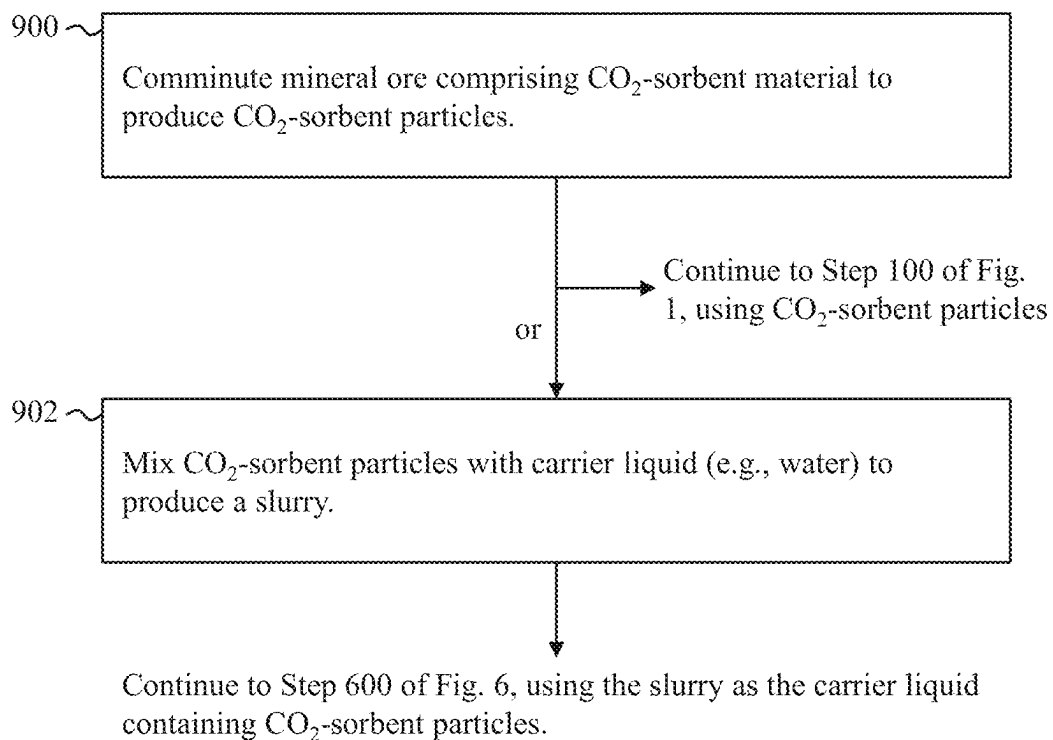 900
Comminute mineral ore comprising CO₂-sorbent material to
produce CO₂-sorbent particles.
Continue to Step 100 of Fig.
1, using CO₂-sorbent particles
or
902
Mix CO₂-sorbent particles with carrier liquid (e.g., water) to
produce a slurry.
Continue to Step 600 of Fig. 6, using the slurry as the carrier liquid
containing CO₂-sorbent particles.